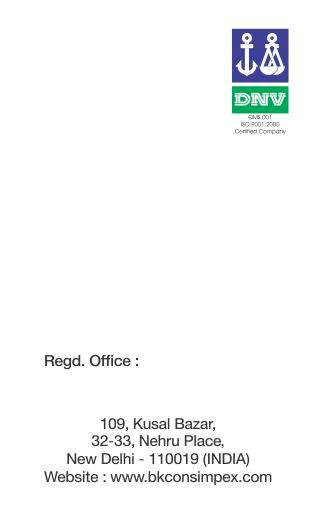 DNV
QMS 001
ISO 9001:2000
Certified Company
Regd. Office :
109, Kusal Bazar,
32-33, Nehru Place,
New Delhi - 110019 (INDIA)
Website : www.bkconsimpex.com